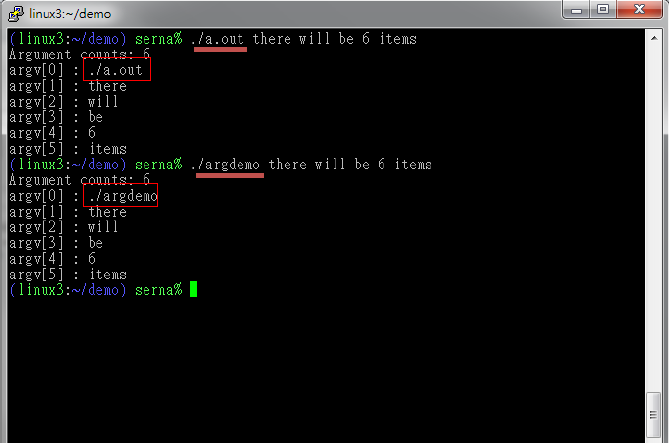 linux3:~/demo
(linux3:~/demo) serna% ./a.out there will be 6 items
Argument counts: 6
argv[0] : ./a.out
argv[1] : there
argv[2] : will
argv[3] : be
argv[4] : 6
argv[5] : items
(linux3:~/demo) serna% ./argdemo there will be 6 items
Argument counts: 6
argv[0] : ./argdemo
argv[1] : there
argv[2] : will
argv[3] : be
argv[4] : 6
argv[5] : items
(linux3:~/demo) serna%